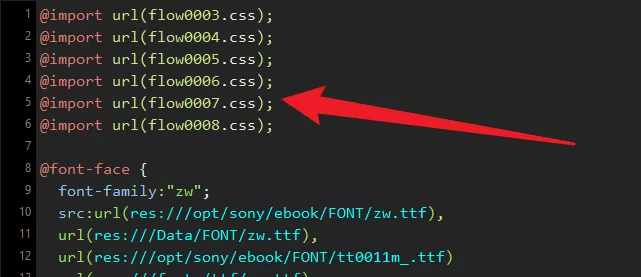 1 @import url(flow0003.css);
2 @import url(flow0004.css);
3 @import url(flow0005.css);
4 @import url(flow0006.css);
5 @import url(flow0007.css);
6 @import url(flow0008.css);
7
8 @font-face {
9 font-family:"zw";
10 src:url(res:///opt/sony/ebook/FONT/zw.ttf),
11 url(res:///Data/FONT/zw.ttf),
12 url(res:///opt/sony/ebook/FONT/tt0011m_.ttf)